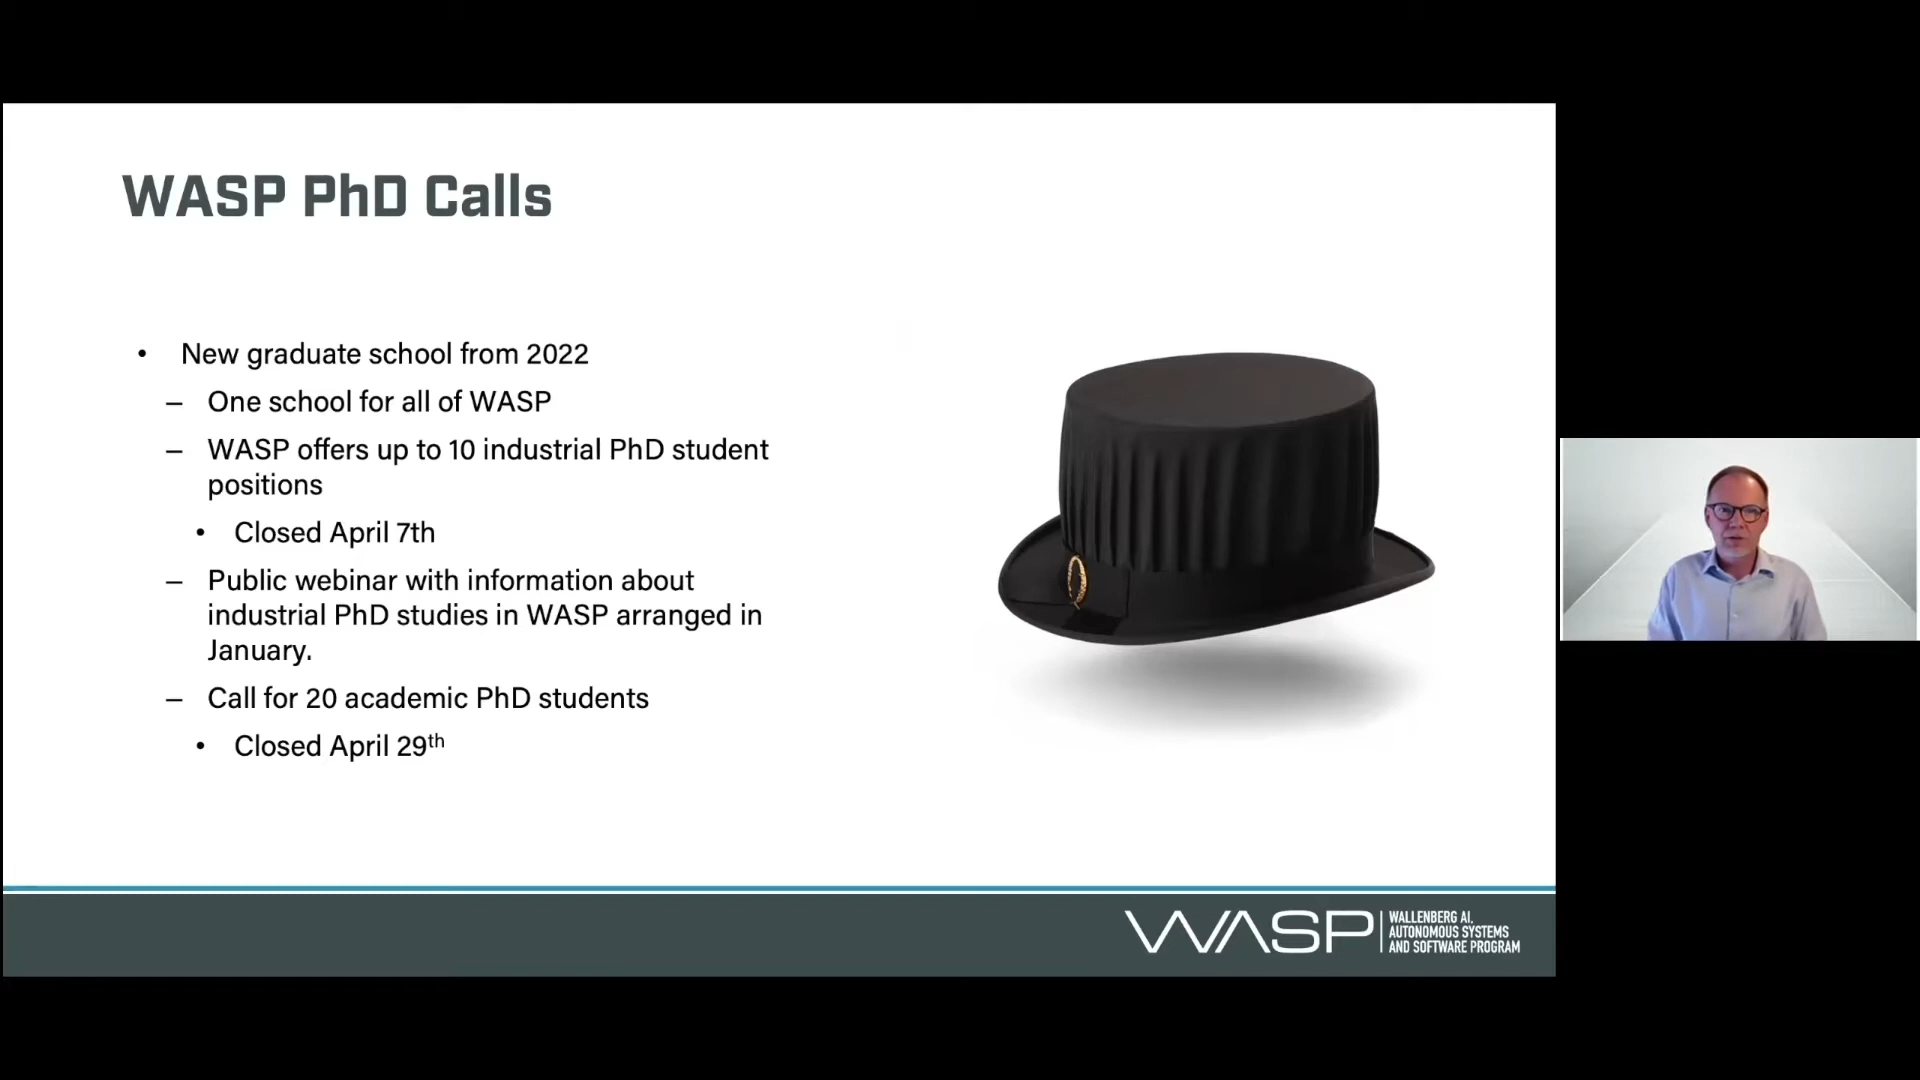 WASP PhD Calls
• New graduate school from 2022
– One school for all of WASP
– WASP offers up to 10 industrial PhD student
positions
• Closed April 7th
– Public webinar with information about
industrial PhD studies in WASP arranged in
January.
– Call for 20 academic PhD students
• Closed April 29th
WASP
WALLENBERG AI,
AUTONOMOUS SYSTEMS
AND SOFTWARE PROGRAM